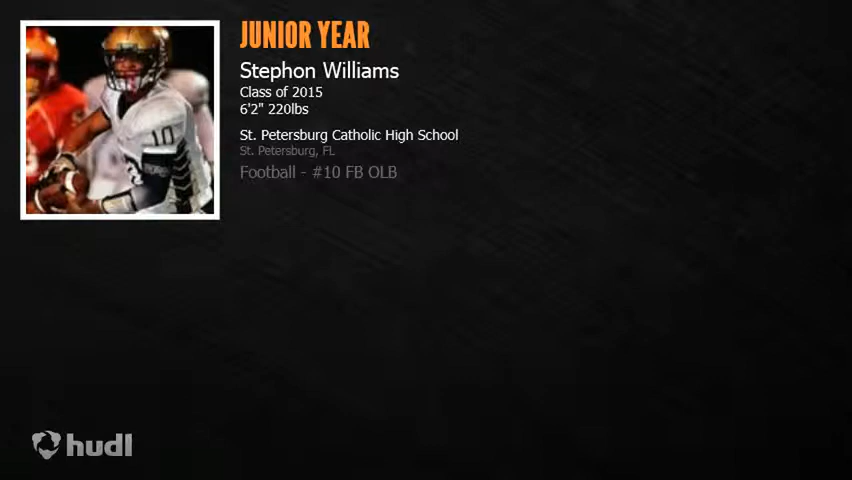 JUNIOR YEAR
Stephon Williams
Class of 2015
6'2" 220lbs
St. Petersburg Catholic High School
St. Petersburg, FL
Football - #10 FB OLB
10
hudl